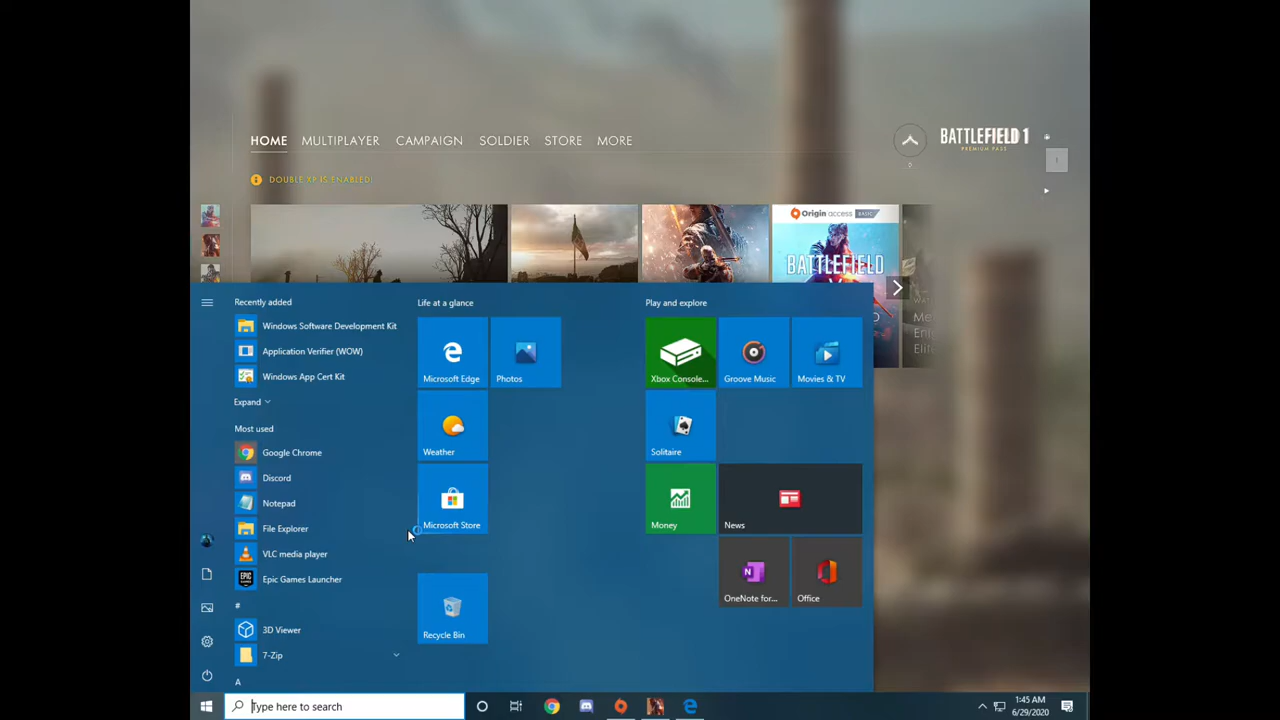 HOME MULTIPLAYER CAMPAIGN SOLDIER STORE MORE
BATTLEFIELD 1
PREMIUM PASS
0
DOUBLE XP IS ENABLED!
Origin access BASIC
BATTLEFIELD
Recently added
Windows Software Development Kit
Application Verifier (WOW)
Windows App Cert Kit
Expand
Most used
Google Chrome
Discord
Notepad
File Explorer
VLC media player
Epic Games Launcher
#
3D Viewer
7-Zip
A
Life at a glance
Microsoft Edge
Photos
Weather
Microsoft Store
Recycle Bin
Play and explore
Xbox Console...
Groove Music
Movies & TV
Solitaire
Money
News
OneNote for...
Office
Type here to search
1:45 AM
6/29/2020